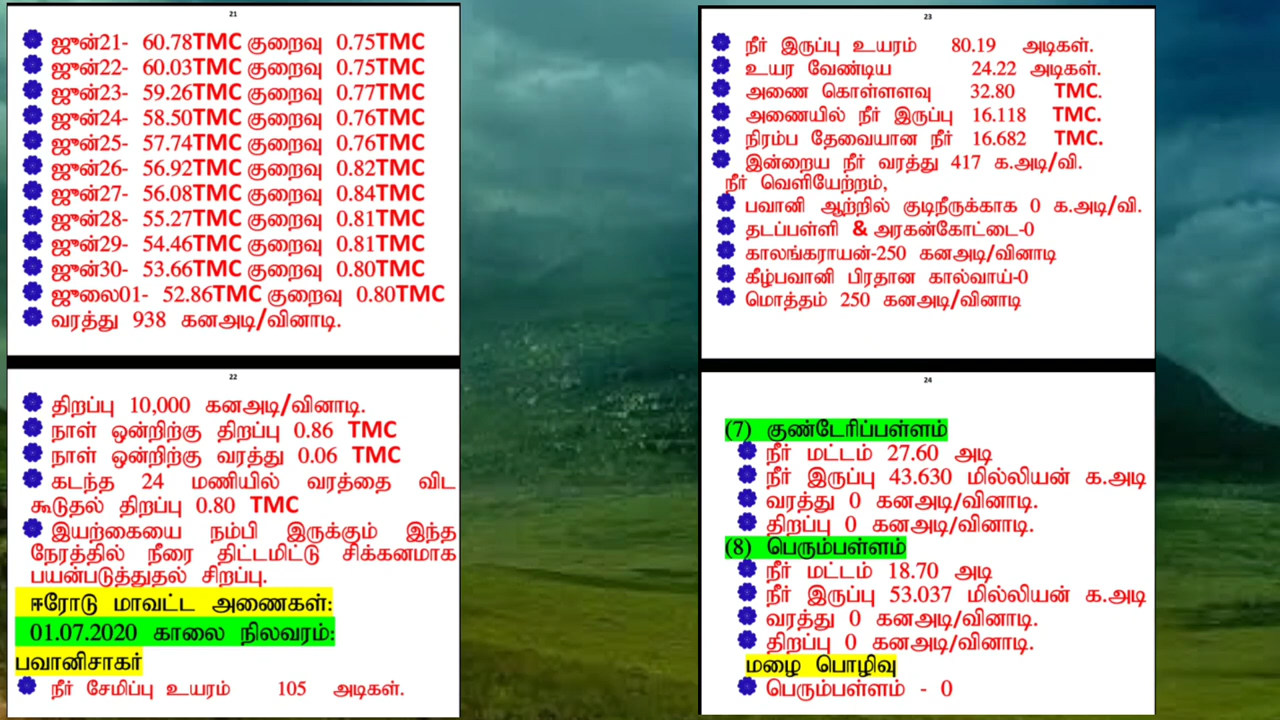 21
ஜூன்21- 60.78TMC குறைவு 0.75TMC
ஜூன்22- 60.03TMC குறைவு 0.75TMC
ஜூன்23- 59.26TMC குறைவு 0.77TMC
ஜூன்24- 58.50TMC குறைவு 0.76TMC
ஜூன்25- 57.74TMC குறைவு 0.76TMC
ஜூன்26- 56.92TMC குறைவு 0.82TMC
ஜூன்27- 56.08TMC குறைவு 0.84TMC
ஜூன்28- 55.27TMC குறைவு 0.81TMC
ஜூன்29- 54.46TMC குறைவு 0.81TMC
ஜூன்30- 53.66TMC குறைவு 0.80TMC
ஜூலை01- 52.86TMC குறைவு 0.80TMC
வரத்து 938 கனஅடி/வினாடி.
22
திறப்பு 10,000 கனஅடி/வினாடி.
நாள் ஒன்றிற்கு திறப்பு 0.86 TMC
நாள் ஒன்றிற்கு வரத்து 0.06 TMC
கடந்த 24 மணியில் வரத்தை விட
கூடுதல் திறப்பு 0.80 TMC
இயற்கையை நம்பி இருக்கும் இந்த
நேரத்தில் நீரை திட்டமிட்டு சிக்கனமாக
பயன்படுத்துதல் சிறப்பு.
ஈரோடு மாவட்ட அணைகள்:
01.07.2020 காலை நிலவரம்:
பவானிசாகர்
நீர் சேமிப்பு உயரம் 105 அடிகள்.
23
நீர் இருப்பு உயரம் 80.19 அடிகள்.
உயர வேண்டிய 24.22 அடிகள்.
அணை கொள்ளளவு 32.80 TMC.
அணையில் நீர் இருப்பு 16.118 TMC.
நிரம்ப தேவையான நீர் 16.682 TMC.
இன்றைய நீர் வரத்து 417 க.அடி/வி.
நீர் வெளியேற்றம்,
பவானி ஆற்றில் குடிநீருக்காக 0 க.அடி/வி.
தடப்பள்ளி & அரகன்கோட்டை-0
காலங்கராயன்-250 கனஅடி/வினாடி
கீழ்பவானி பிரதான கால்வாய்-0
மொத்தம் 250 கனஅடி/வினாடி
24
(7) குண்டேரிப்பள்ளம்
நீர் மட்டம் 27.60 அடி
நீர் இருப்பு 43.630 மில்லியன் க.அடி
வரத்து 0 கனஅடி/வினாடி.
திறப்பு 0 கனஅடி/வினாடி.
(8) பெரும்பள்ளம்
நீர் மட்டம் 18.70 அடி
நீர் இருப்பு 53.037 மில்லியன் க.அடி
வரத்து 0 கனஅடி/வினாடி.
திறப்பு 0 கனஅடி/வினாடி.
மழை பொழிவு
பெரும்பள்ளம் - 0